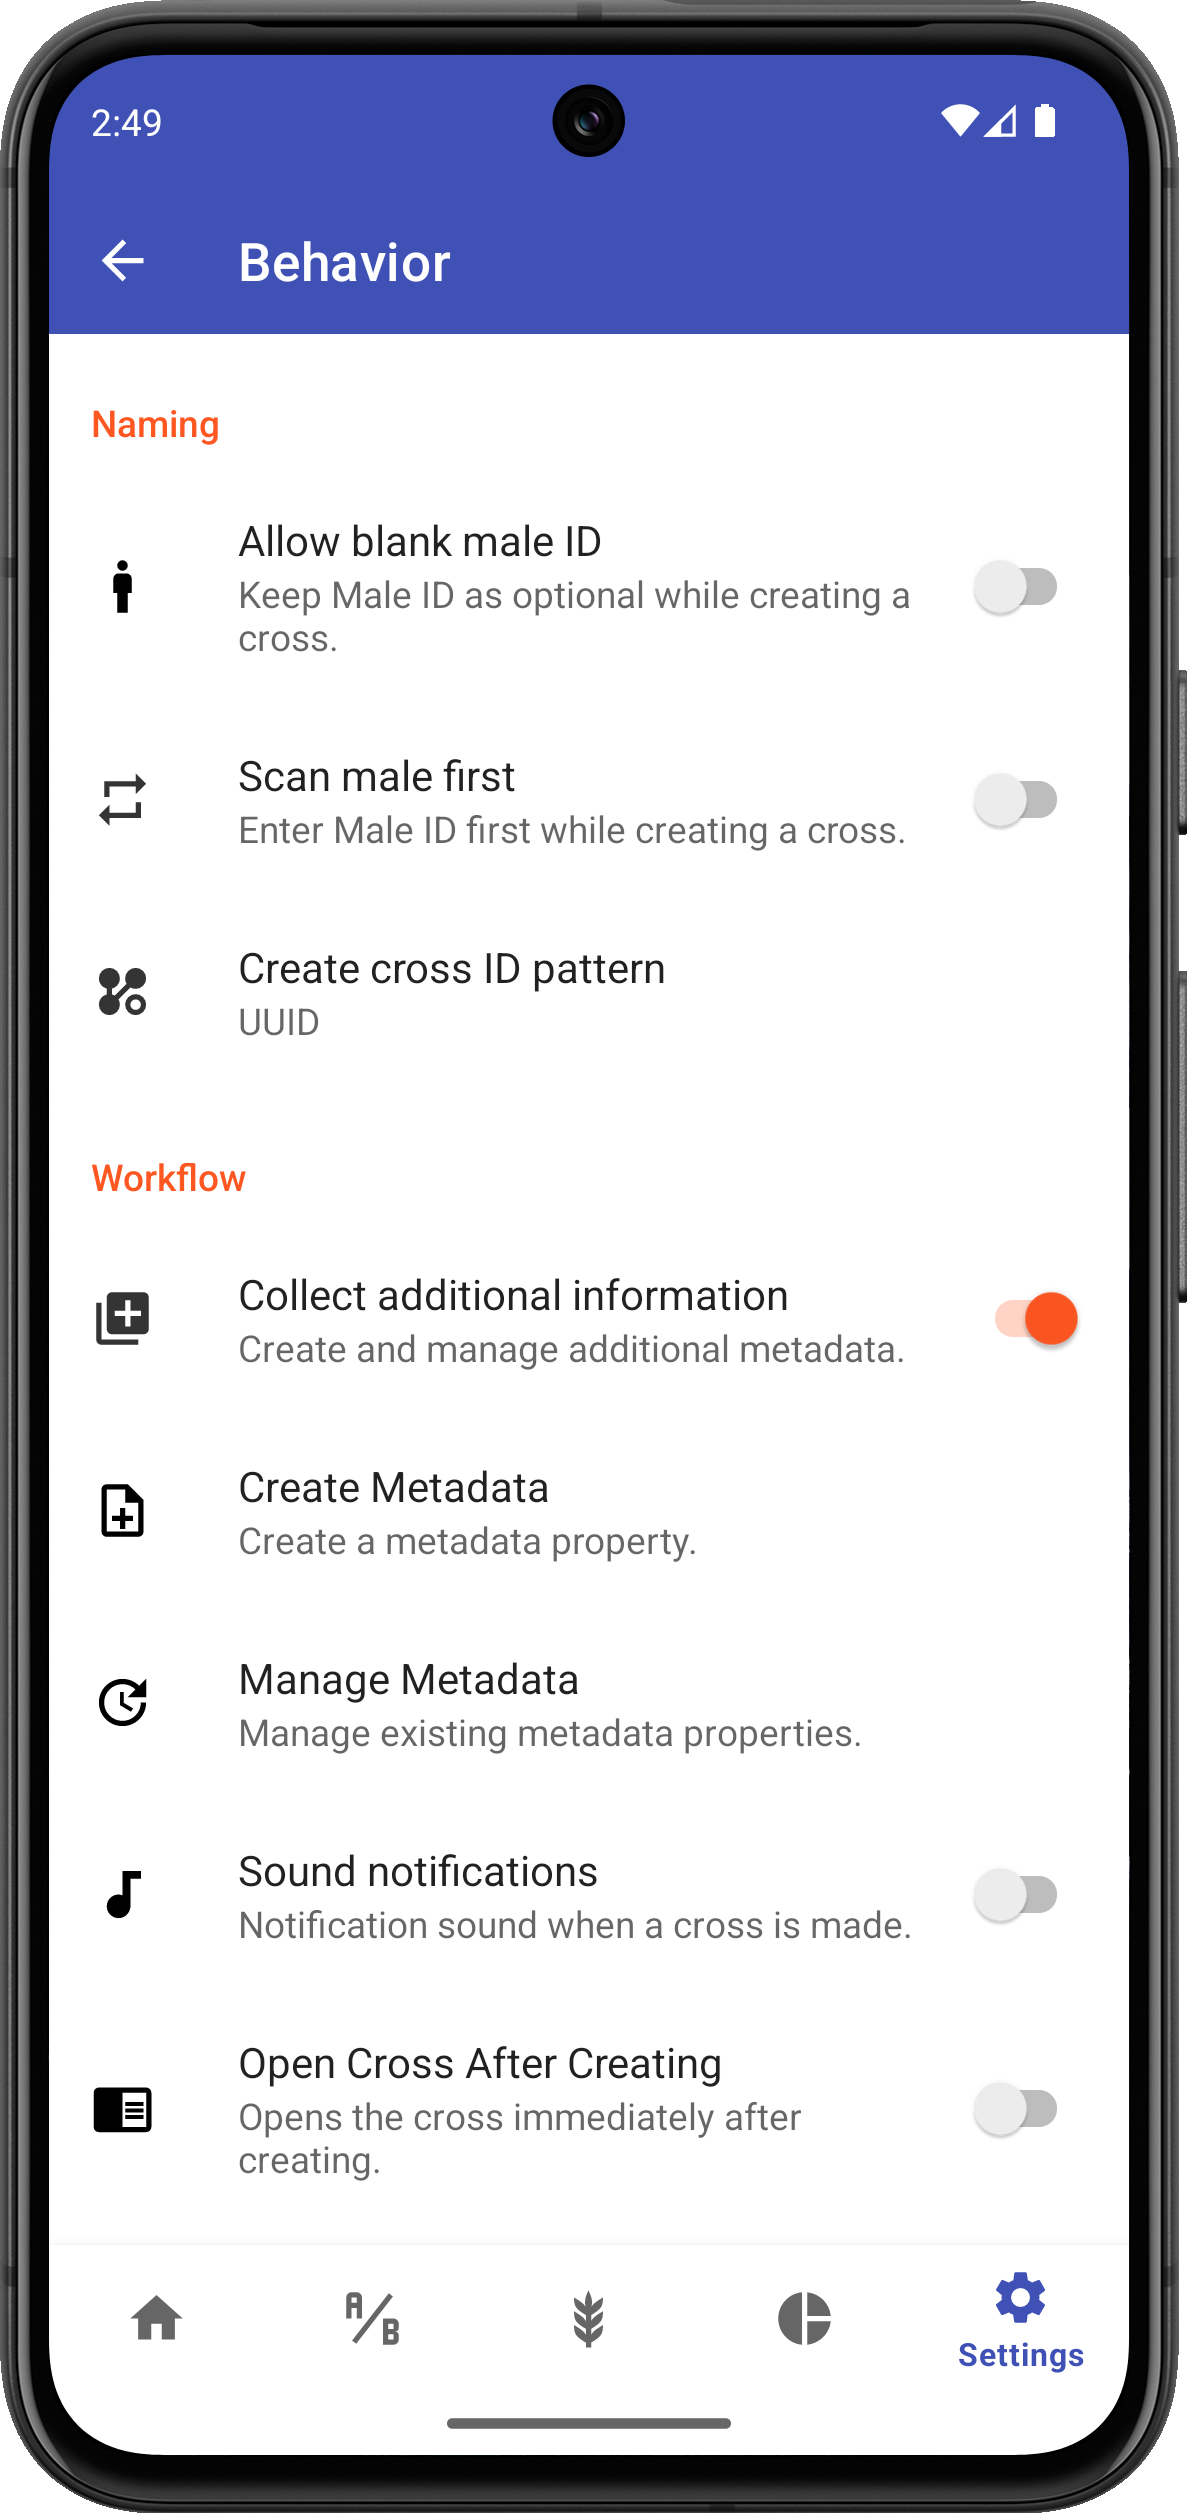 2:49
Behavior
Naming
Allow blank male ID
Keep Male ID as optional while creating a
cross.
Scan male first
Enter Male ID first while creating a cross.
Create cross ID pattern
UUID
Workflow
Collect additional information
Create and manage additional metadata.
Create Metadata
Create a metadata property.
Manage Metadata
Manage existing metadata properties.
Sound notifications
Notification sound when a cross is made.
Open Cross After Creating
Opens the cross immediately after
creating.
A/B
Settings